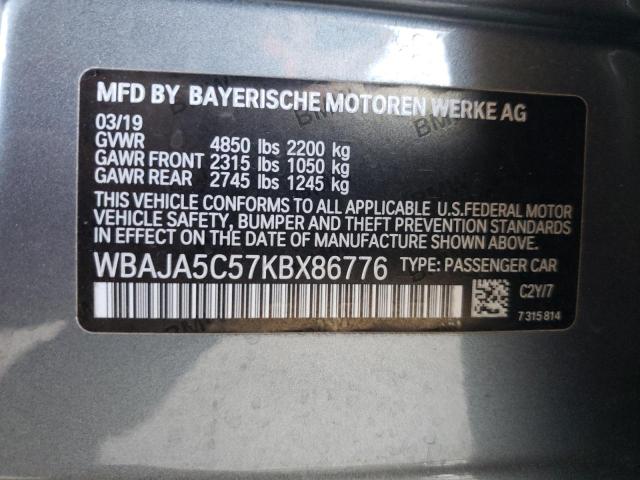 MFD BY BAYERISCHE MOTOREN WERKE AG
03/19
GVWR 4850 lbs 2200 kg
GAWR FRONT 2315 lbs 1050 kg
GAWR REAR 2745 lbs 1245 kg
THIS VEHICLE CONFORMS TO ALL APPLICABLE U.S.FEDERAL MOTOR
VEHICLE SAFETY, BUMPER AND THEFT PREVENTION STANDARDS
IN EFFECT ON THE DATE OF MANUFACTURE SHOWN ABOVE.
WBAJA5C57KBX86776 TYPE: PASSENGER CAR
C2Y/7
7 315 814